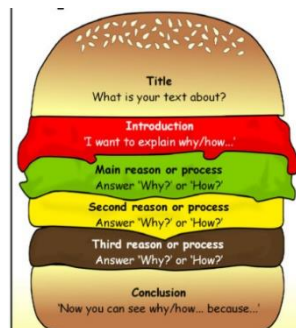 Title
What is your text about?
Introduction
'I want to explain why/how...'
Main reason or process
Answer 'Why?' or 'How?'
Second reason or process
Answer 'Why?' or 'How?'
Third reason or process
Answer 'Why?' or 'How?'
Conclusion
'Now you can see why/how... because...'